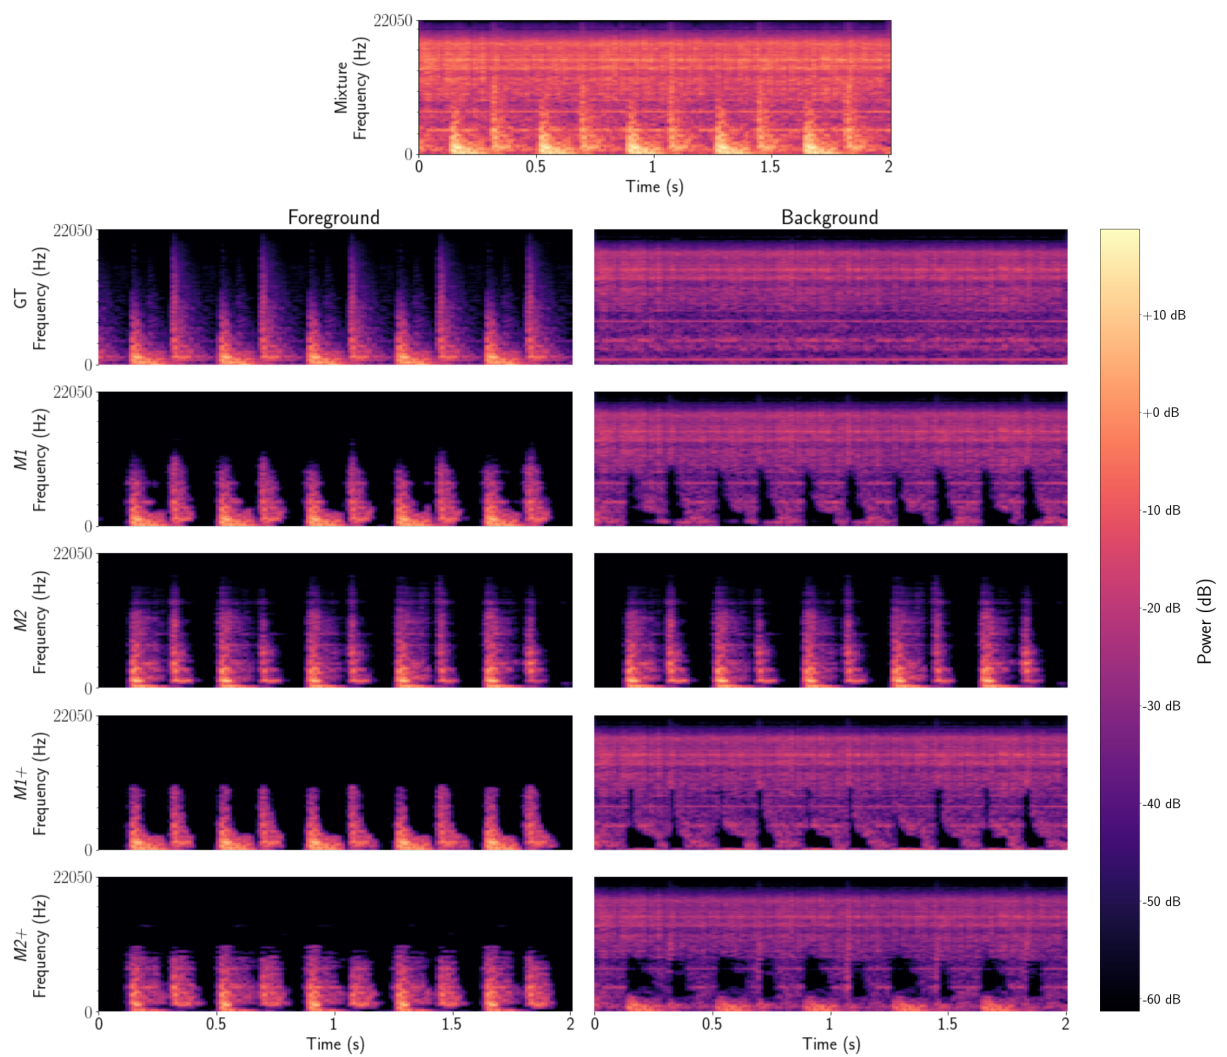 22050
Mixture
Frequency (Hz)
0
0 0.5 1 1.5 2
Time (s)
Foreground Background
22050
GT
Frequency (Hz)
0
22050
M1
Frequency (Hz)
0
22050
M2
Frequency (Hz)
0
22050
M1+
Frequency (Hz)
0
22050
M2+
Frequency (Hz)
0
0 0.5 1 1.5 2
Time (s)
0 0.5 1 1.5 2
Time (s)
+10 dB
+0 dB
-10 dB
-20 dB
-30 dB
-40 dB
-50 dB
-60 dB
Power (dB)